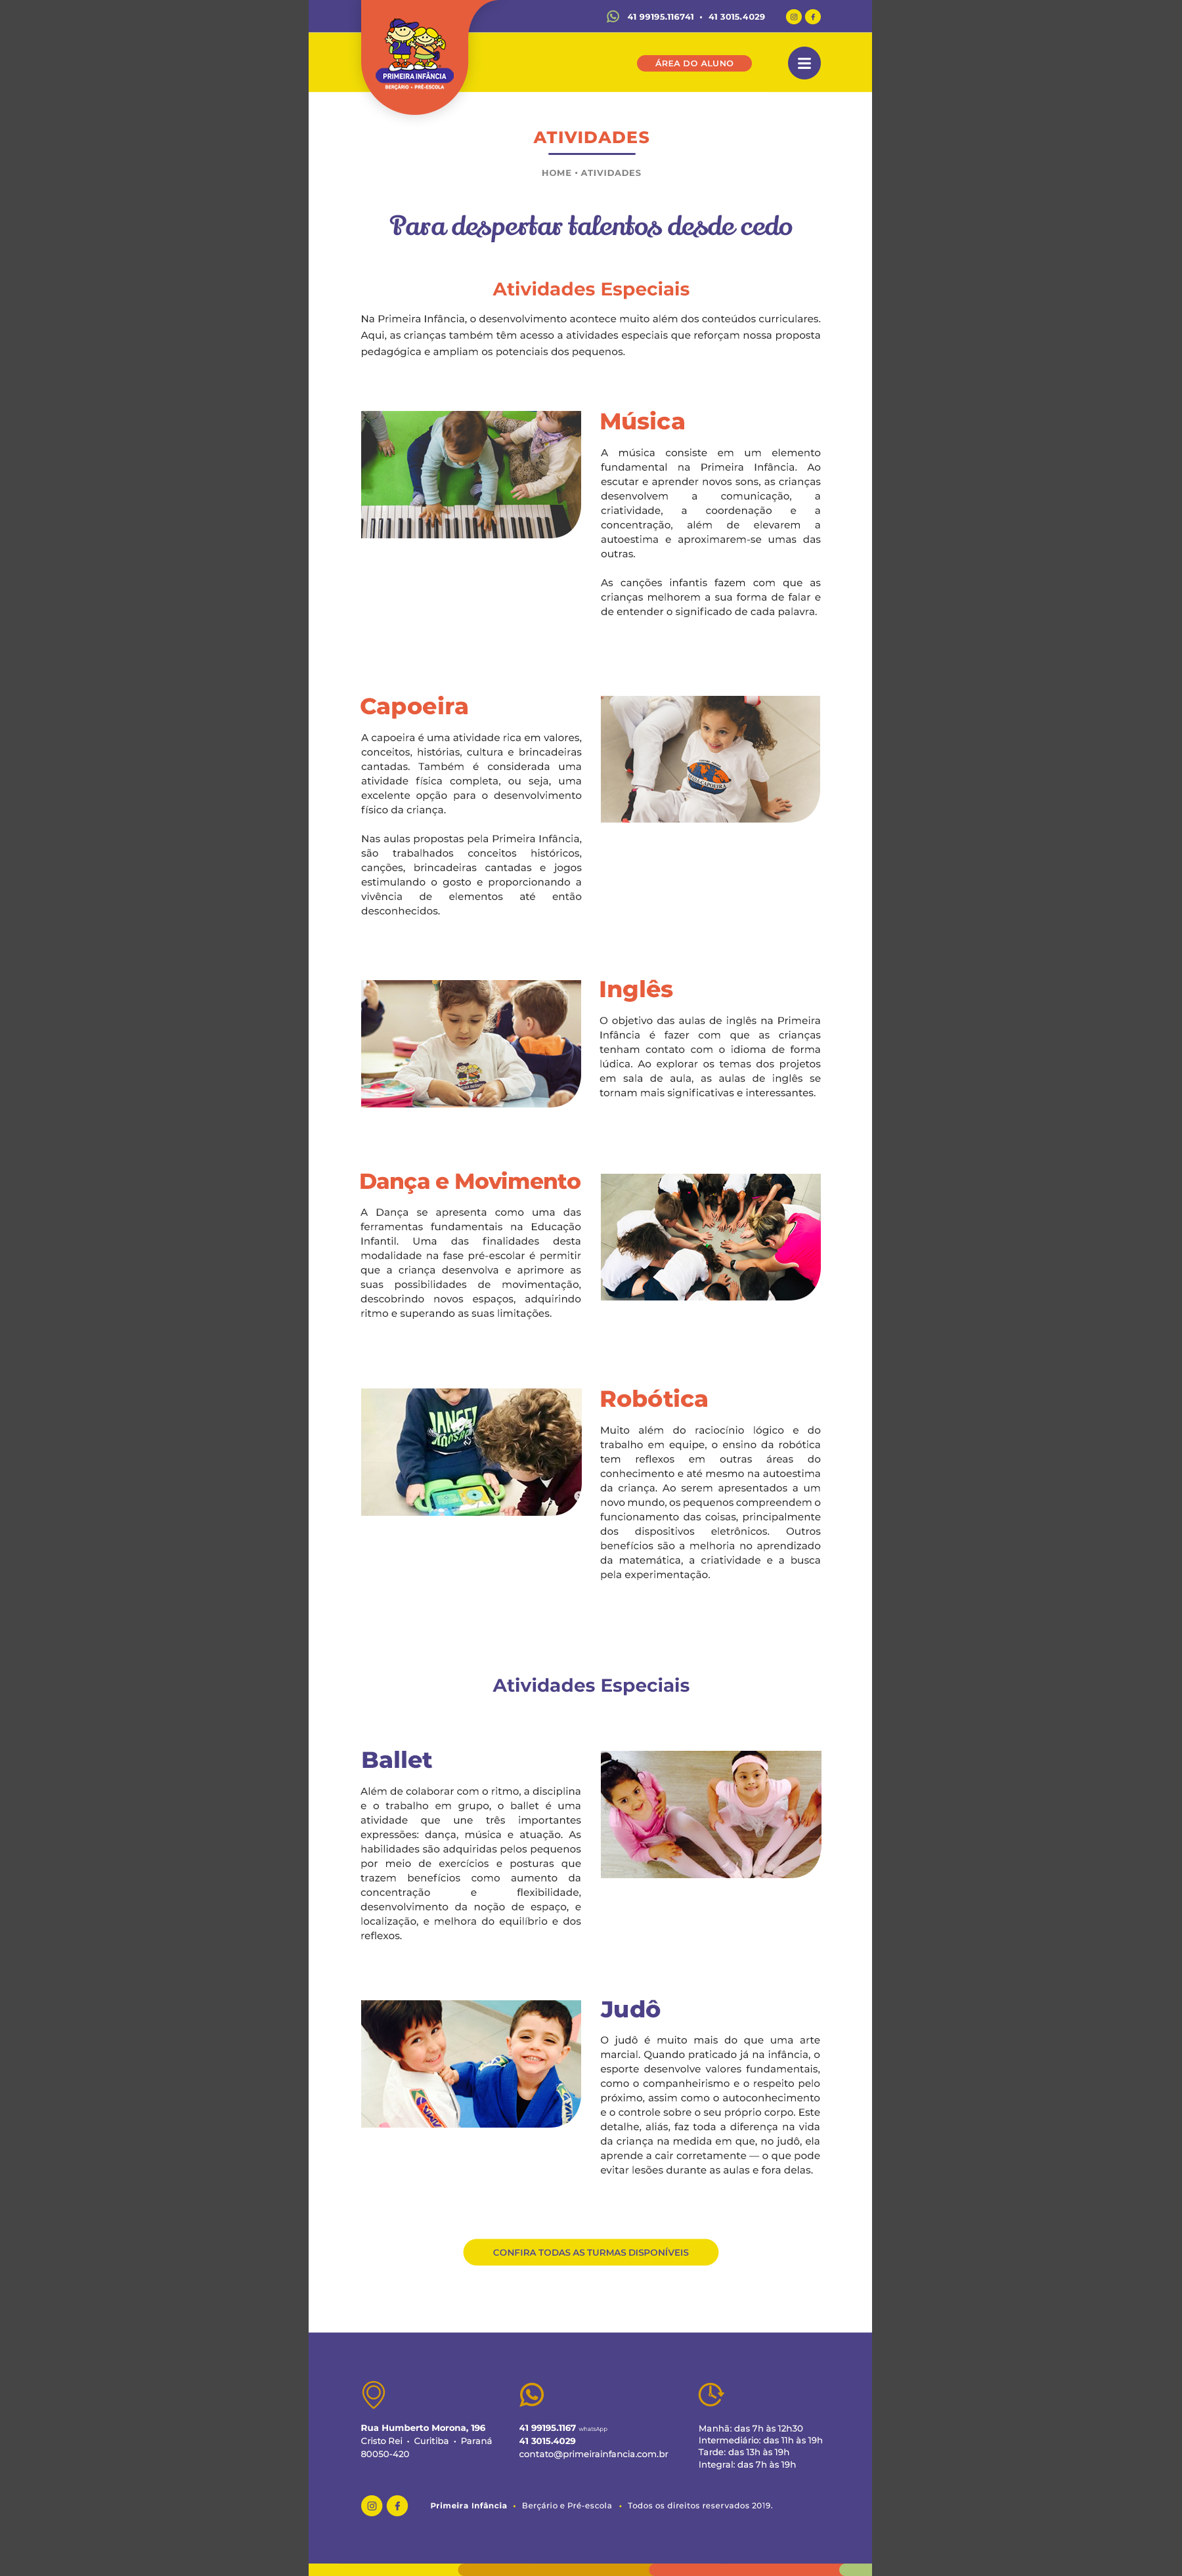 41 99195.116741 • 41 3015.4029
PRIMEIRA INFÂNCIA
BERÇÁRIO • PRÉ-ESCOLA
ÁREA DO ALUNO
ATIVIDADES
HOME • ATIVIDADES
Para despertar talentos desde cedo
Atividades Especiais
Na Primeira Infância, o desenvolvimento acontece muito além dos conteúdos curriculares.
Aqui, as crianças também têm acesso a atividades especiais que reforçam nossa proposta
pedagógica e ampliam os potenciais dos pequenos.
Música
A música consiste em um elemento
fundamental na Primeira Infância. Ao
escutar e aprender novos sons, as crianças
desenvolvem a comunicação, a
criatividade, a coordenação e a
concentração, além de elevarem a
autoestima e aproximarem-se umas das
outras.
As canções infantis fazem com que as
crianças melhorem a sua forma de falar e
de entender o significado de cada palavra.
Capoeira
A capoeira é uma atividade rica em valores,
conceitos, histórias, cultura e brincadeiras
cantadas. Também é considerada uma
atividade física completa, ou seja, uma
excelente opção para o desenvolvimento
físico da criança.
Nas aulas propostas pela Primeira Infância,
são trabalhados conceitos históricos,
canções, brincadeiras cantadas e jogos
estimulando o gosto e proporcionando a
vivência de elementos até então
desconhecidos.
Inglês
O objetivo das aulas de inglês na Primeira
Infância é fazer com que as crianças
tenham contato com o idioma de forma
lúdica. Ao explorar os temas dos projetos
em sala de aula, as aulas de inglês se
tornam mais significativas e interessantes.
Dança e Movimento
A Dança se apresenta como uma das
ferramentas fundamentais na Educação
Infantil. Uma das finalidades desta
modalidade na fase pré-escolar é permitir
que a criança desenvolva e aprimore as
suas possibilidades de movimentação,
descobrindo novos espaços, adquirindo
ritmo e superando as suas limitações.
Robótica
Muito além do raciocínio lógico e do
trabalho em equipe, o ensino da robótica
tem reflexos em outras áreas do
conhecimento e até mesmo na autoestima
da criança. Ao serem apresentados a um
novo mundo, os pequenos compreendem o
funcionamento das coisas, principalmente
dos dispositivos eletrônicos. Outros
benefícios são a melhoria no aprendizado
da matemática, a criatividade e a busca
pela experimentação.
Atividades Especiais
Ballet
Além de colaborar com o ritmo, a disciplina
e o trabalho em grupo, o ballet é uma
atividade que une três importantes
expressões: dança, música e atuação. As
habilidades são adquiridas pelos pequenos
por meio de exercícios e posturas que
trazem benefícios como aumento da
concentração e flexibilidade,
desenvolvimento da noção de espaço, e
localização, e melhora do equilíbrio e dos
reflexos.
Judô
O judô é muito mais do que uma arte
marcial. Quando praticado já na infância, o
esporte desenvolve valores fundamentais,
como o companheirismo e o respeito pelo
próximo, assim como o autoconhecimento
e o controle sobre o seu próprio corpo. Este
detalhe, aliás, faz toda a diferença na vida
da criança na medida em que, no judô, ela
aprende a cair corretamente — o que pode
evitar lesões durante as aulas e fora delas.
CONFIRA TODAS AS TURMAS DISPONÍVEIS
Rua Humberto Morona, 196
Cristo Rei • Curitiba • Paraná
80050-420
41 99195.1167 whatsApp
41 3015.4029
contato@primeirainfancia.com.br
Manhã: das 7h às 12h30
Intermediário: das 11h às 19h
Tarde: das 13h às 19h
Integral: das 7h às 19h
Primeira Infância • Berçário e Pré-escola • Todos os direitos reservados 2019.